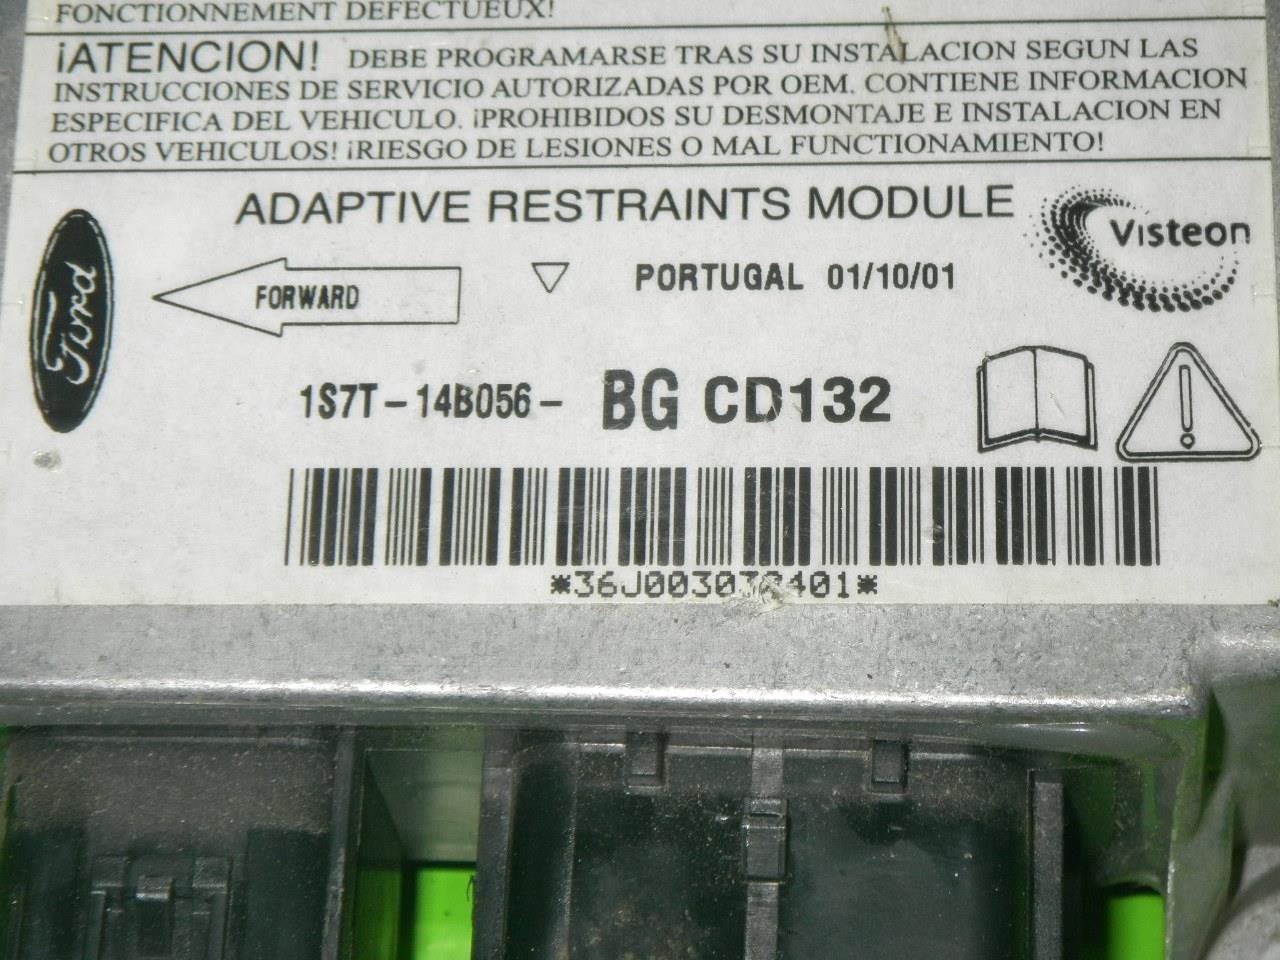 FONCTIONNEMENT DEFECTUEUX!
¡ATENCION! DEBE PROGRAMARSE TRAS SU INSTALACION SEGUN LAS
INSTRUCCIONES DE SERVICIO AUTORIZADAS POR OEM. CONTIENE INFORMACION
ESPECIFICA DEL VEHICULO. ¡PROHIBIDOS SU DESMONTAJE E INSTALACION EN
OTROS VEHICULOS! ¡RIESGO DE LESIONES O MAL FUNCTIONAMIENTO!
ADAPTIVE RESTRAINTS MODULE
Visteon
Ford
FORWARD
PORTUGAL 01/10/01
1S7T-14B056- BG CD132